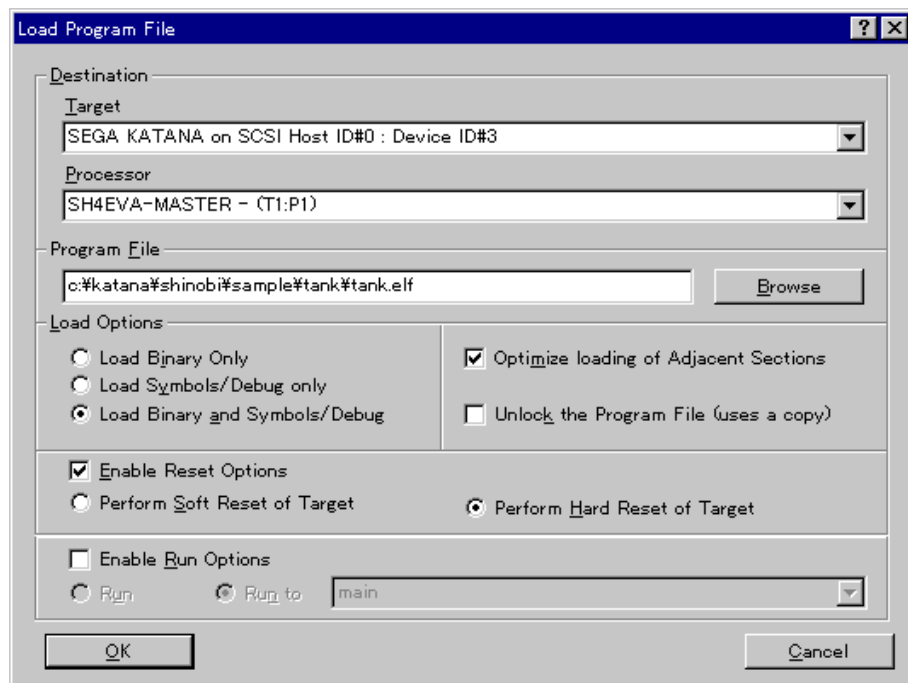 Load Program File
Destination
Target
SEGA KATANA on SCSI Host ID#0 : Device ID#3
Processor
SH4EVA-MASTER - (T1:P1)
Program File
c:¥katana¥shinobi¥sample¥tank¥tank.elf
Browse
Load Options
Load Binary Only
Load Symbols/Debug only
Load Binary and Symbols/Debug
Optimize loading of Adjacent Sections
Unlock the Program File (uses a copy)
Enable Reset Options
Perform Soft Reset of Target
Perform Hard Reset of Target
Enable Run Options
Run
Run to
main
OK
Cancel